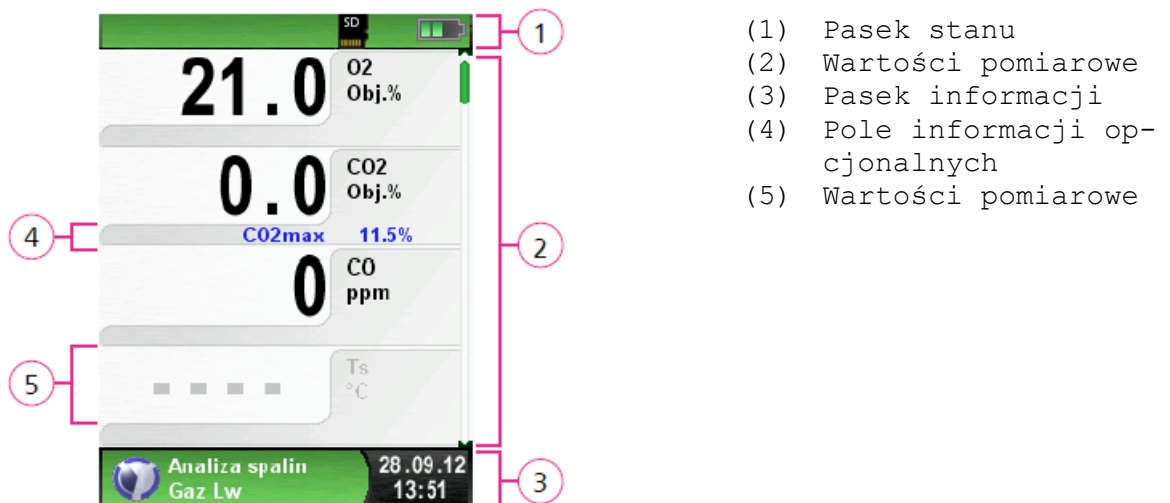 SD
1
21.0 O2
Obj.%
0.0 CO2
Obj.%
4
CO2max 11.5%
2
0 CO
ppm
5
- - - - Ts
°C
Analiza spalin 28.09.12
Gaz Lw 13:51
3
(1) Pasek stanu
(2) Wartości pomiarowe
(3) Pasek informacji
(4) Pole informacji op-
cjonalnych
(5) Wartości pomiarowe